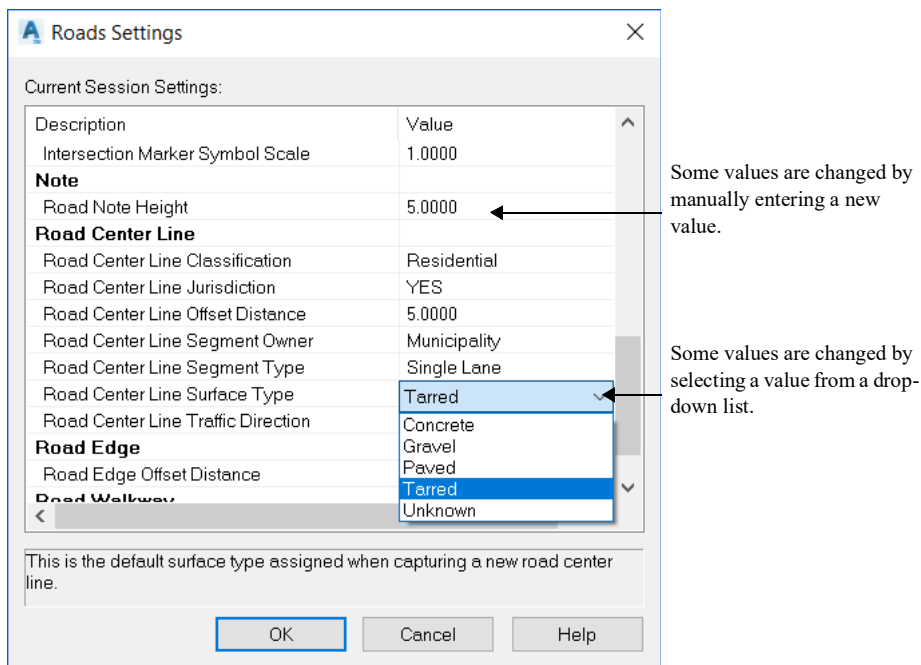 Roads Settings
Current Session Settings:
Description Value
Intersection Marker Symbol Scale 1.0000
Note
Road Note Height 5.0000
Road Center Line
Road Center Line Classification Residential
Road Center Line Jurisdiction YES
Road Center Line Offset Distance 5.0000
Road Center Line Segment Owner Municipality
Road Center Line Segment Type Single Lane
Road Center Line Surface Type Tarred
Road Center Line Traffic Direction
Concrete
Gravel
Paved
Tarred
Unknown
Road Edge
Road Edge Offset Distance
Road Walkway
This is the default surface type assigned when capturing a new road center
line.
OK Cancel Help
Some values are changed by
manually entering a new
value.
Some values are changed by
selecting a value from a drop-
down list.